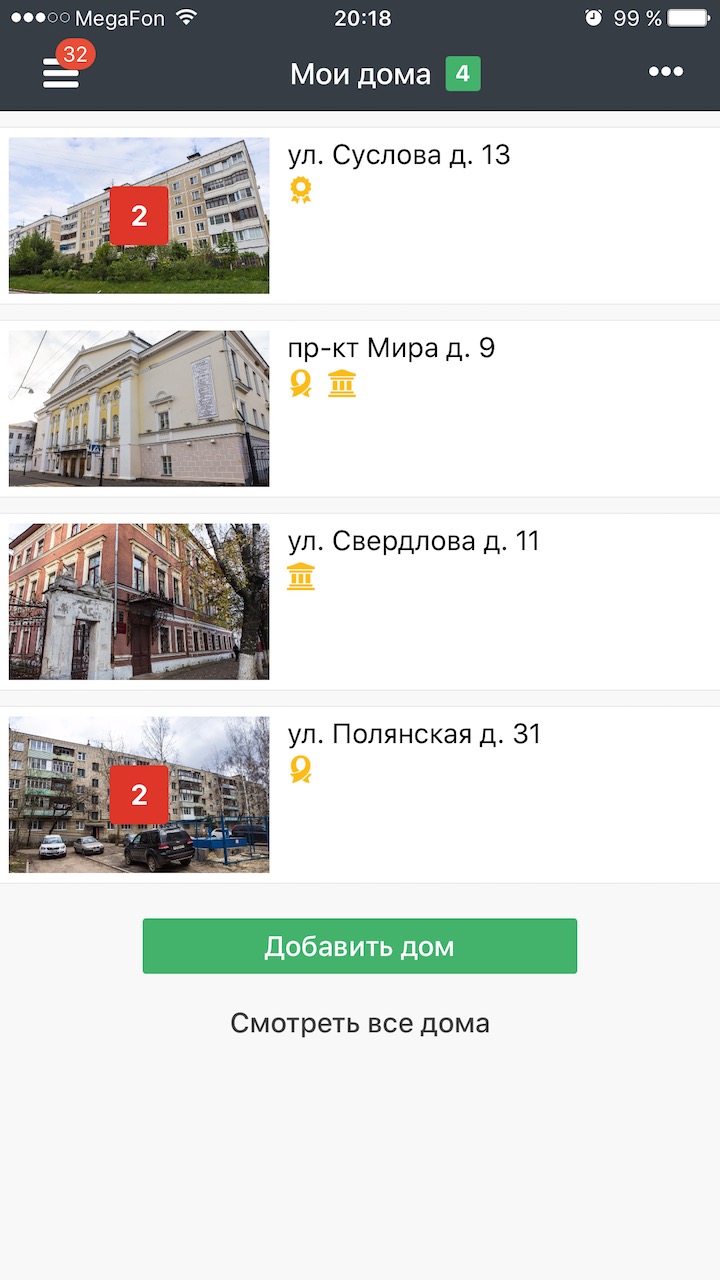 MegaFon 20:18 99 %
32
Мои дома 4
ул. Суслова д. 13
2
пр-кт Мира д. 9
ул. Свердлова д. 11
ул. Полянская д. 31
2
Добавить дом
Смотреть все дома